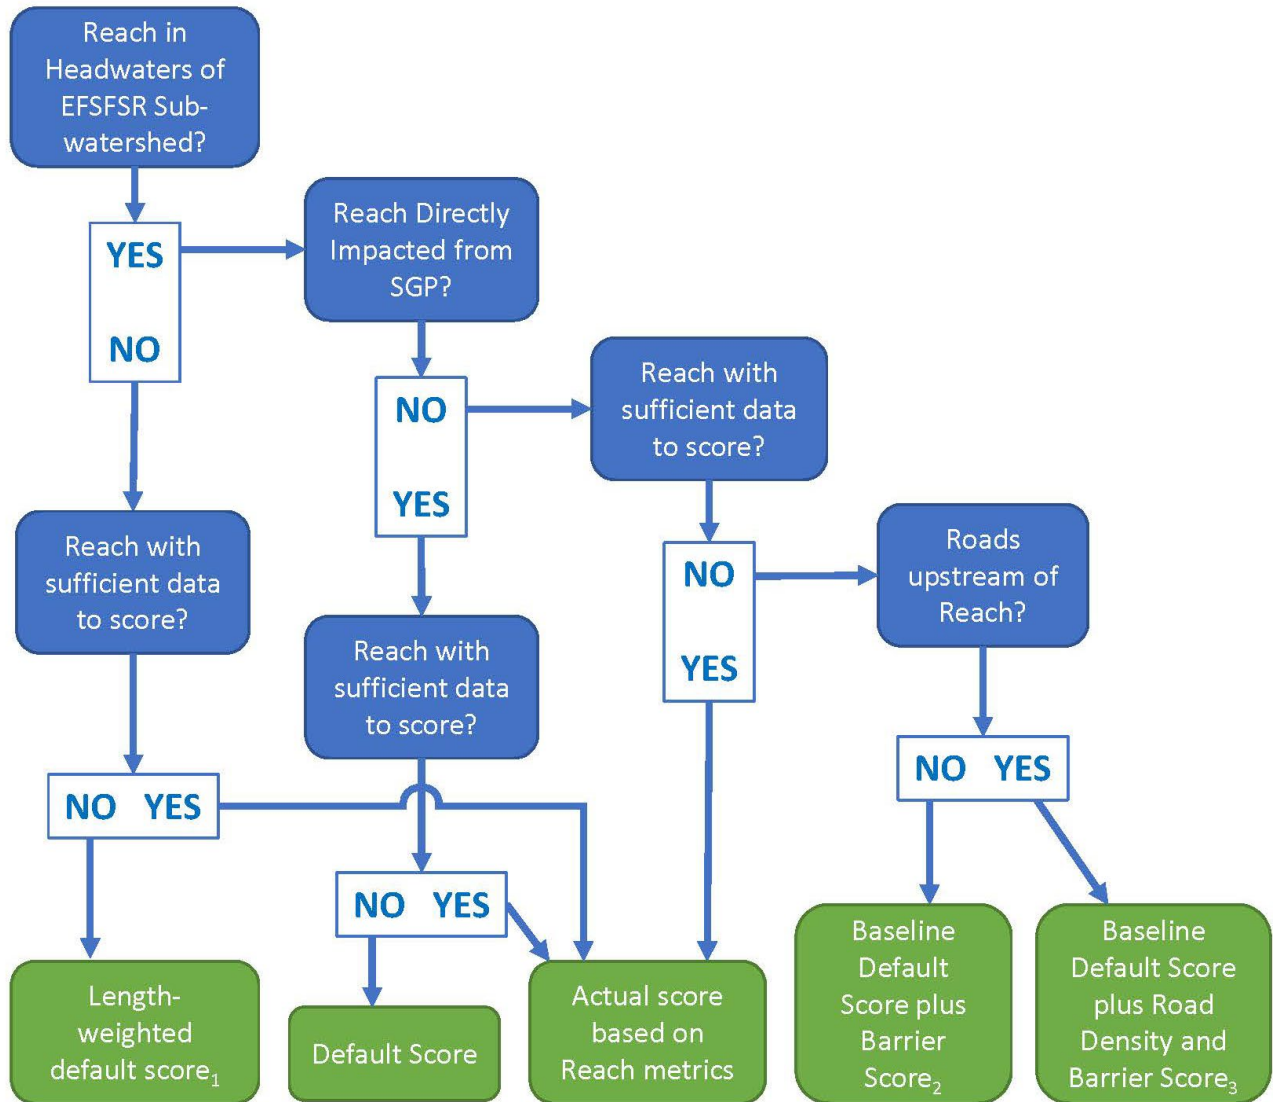 Reach in
Headwaters of
EFSFSR Sub-
watershed?
YES
NO
Reach Directly
Impacted from
SGP?
NO
YES
Reach with
sufficient data
to score?
NO
YES
Roads
upstream of
Reach?
NO YES
Reach with
sufficient data
to score?
NO YES
Reach with
sufficient data
to score?
NO YES
Length-
weighted
default score1
Default Score
Actual score
based on
Reach metrics
Baseline
Default
Score plus
Barrier
Score2
Baseline
Default Score
plus Road
Density and
Barrier Score3